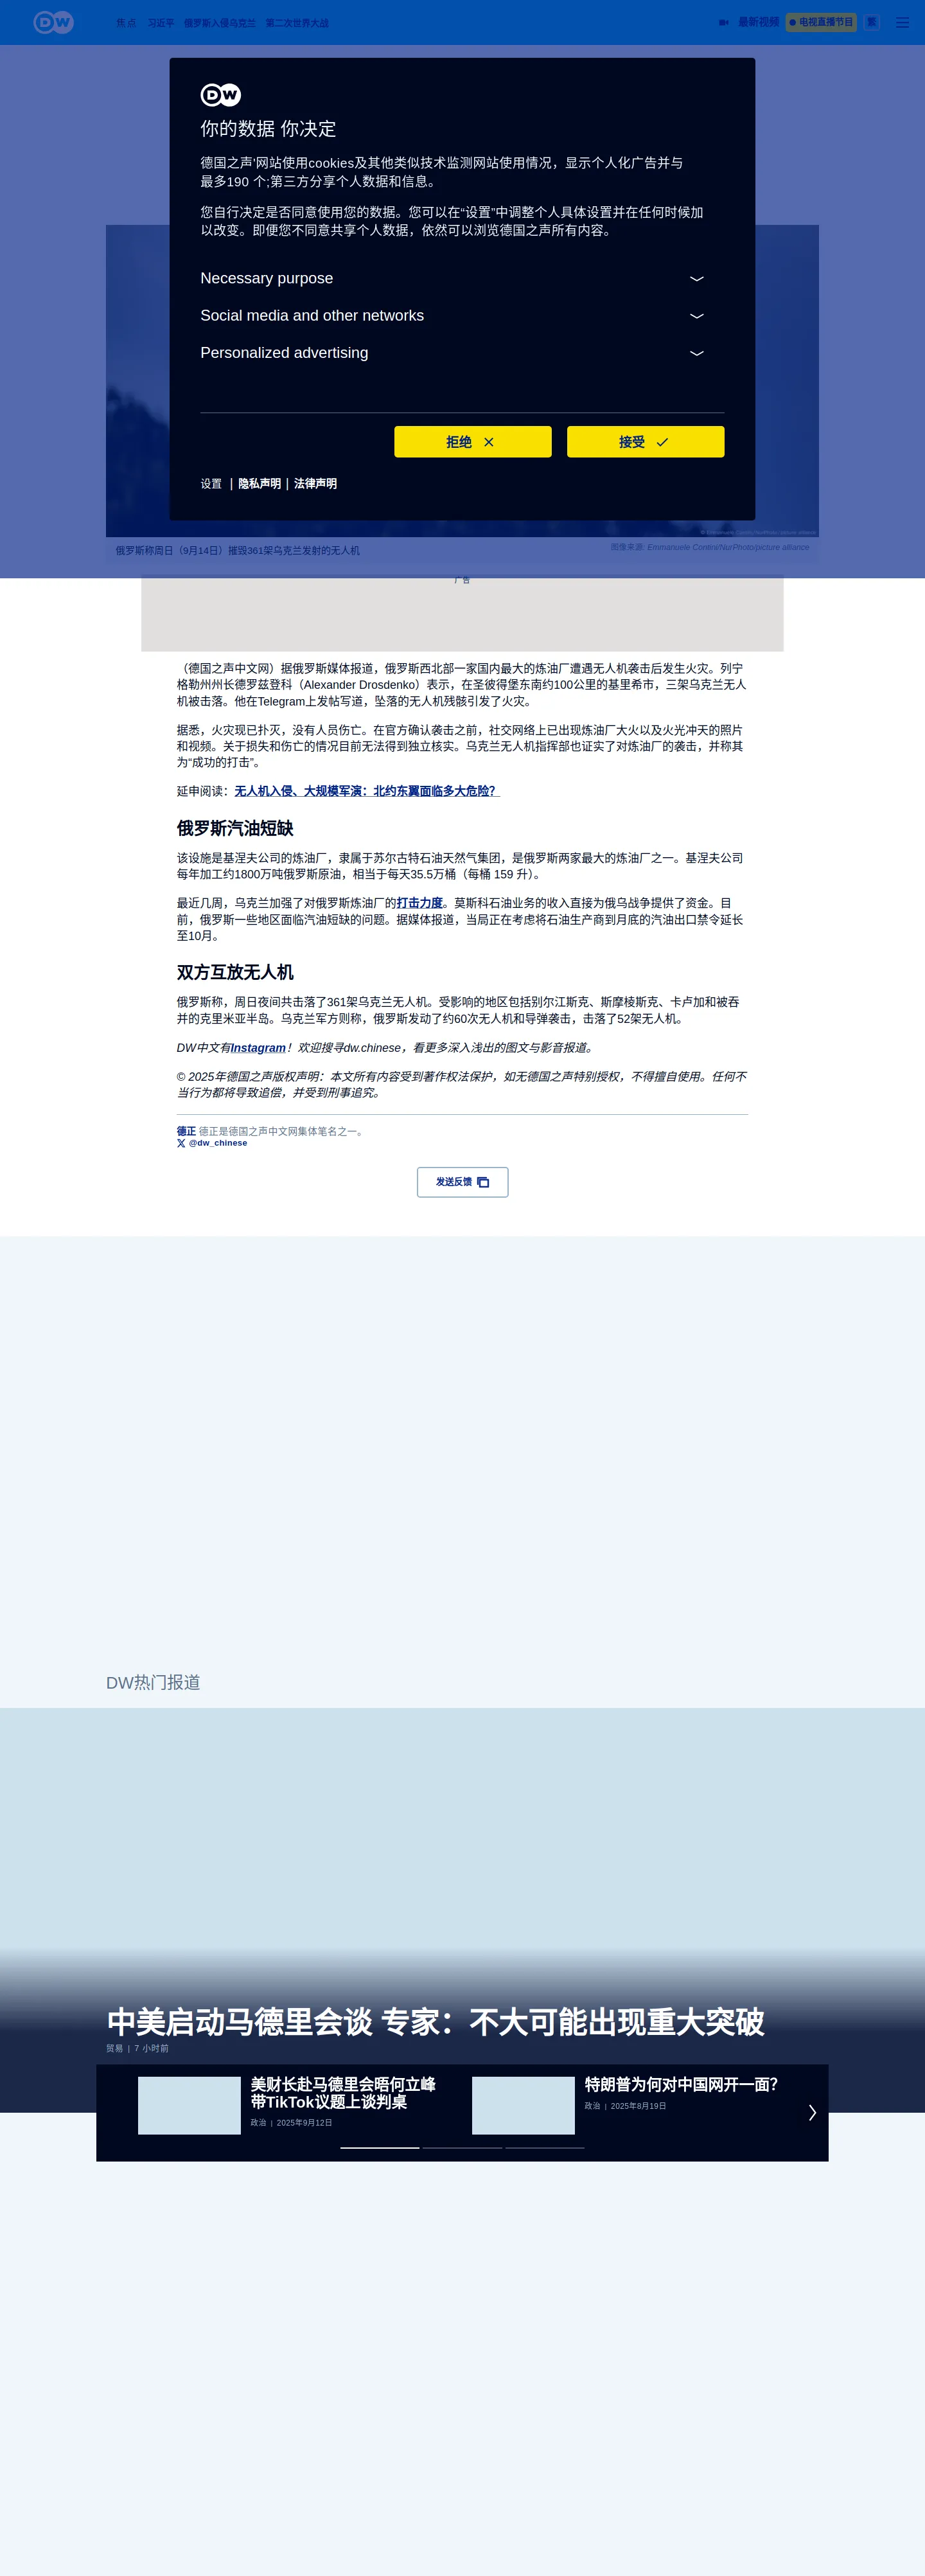 DW
焦点 习近平 俄罗斯入侵乌克兰 第二次世界大战
最新视频 电视直播节目 繁
DW
你的数据 你决定
德国之声'网站使用cookies及其他类似技术监测网站使用情况，显示个人化广告并与
最多190 个;第三方分享个人数据和信息。
您自行决定是否同意使用您的数据。您可以在“设置”中调整个人具体设置并在任何时候加
以改变。即便您不同意共享个人数据，依然可以浏览德国之声所有内容。
Necessary purpose
Social media and other networks
Personalized advertising
拒绝
接受
设置 | 隐私声明 | 法律声明
俄罗斯称周日（9月14日）摧毁361架乌克兰发射的无人机
图像来源: Emmanuele Contini/NurPhoto/picture alliance
广告
（德国之声中文网）据俄罗斯媒体报道，俄罗斯西北部一家国内最大的炼油厂遭遇无人机袭击后发生火灾。列宁
格勒州州长德罗兹登科（Alexander Drosdenko）表示，在圣彼得堡东南约100公里的基里希市，三架乌克兰无人
机被击落。他在Telegram上发帖写道，坠落的无人机残骸引发了火灾。
据悉，火灾现已扑灭，没有人员伤亡。在官方确认袭击之前，社交网络上已出现炼油厂大火以及火光冲天的照片
和视频。关于损失和伤亡的情况目前无法得到独立核实。乌克兰无人机指挥部也证实了对炼油厂的袭击，并称其
为“成功的打击”。
延申阅读：无人机入侵、大规模军演：北约东翼面临多大危险？
俄罗斯汽油短缺
该设施是基涅夫公司的炼油厂，隶属于苏尔古特石油天然气集团，是俄罗斯两家最大的炼油厂之一。基涅夫公司
每年加工约1800万吨俄罗斯原油，相当于每天35.5万桶（每桶 159 升）。
最近几周，乌克兰加强了对俄罗斯炼油厂的打击力度。莫斯科石油业务的收入直接为俄乌战争提供了资金。目
前，俄罗斯一些地区面临汽油短缺的问题。据媒体报道，当局正在考虑将石油生产商到月底的汽油出口禁令延长
至10月。
双方互放无人机
俄罗斯称，周日夜间共击落了361架乌克兰无人机。受影响的地区包括别尔江斯克、斯摩棱斯克、卡卢加和被吞
并的克里米亚半岛。乌克兰军方则称，俄罗斯发动了约60次无人机和导弹袭击，击落了52架无人机。
DW中文有Instagram！欢迎搜寻dw.chinese，看更多深入浅出的图文与影音报道。
© 2025年德国之声版权声明：本文所有内容受到著作权法保护，如无德国之声特别授权，不得擅自使用。任何不
当行为都将导致追偿，并受到刑事追究。
德正 德正是德国之声中文网集体笔名之一。
@dw_chinese
发送反馈
DW热门报道
中美启动马德里会谈 专家：不大可能出现重大突破
贸易 | 7 小时前
美财长赴马德里会晤何立峰
带TikTok议题上谈判桌
政治 | 2025年9月12日
特朗普为何对中国网开一面？
政治 | 2025年8月19日